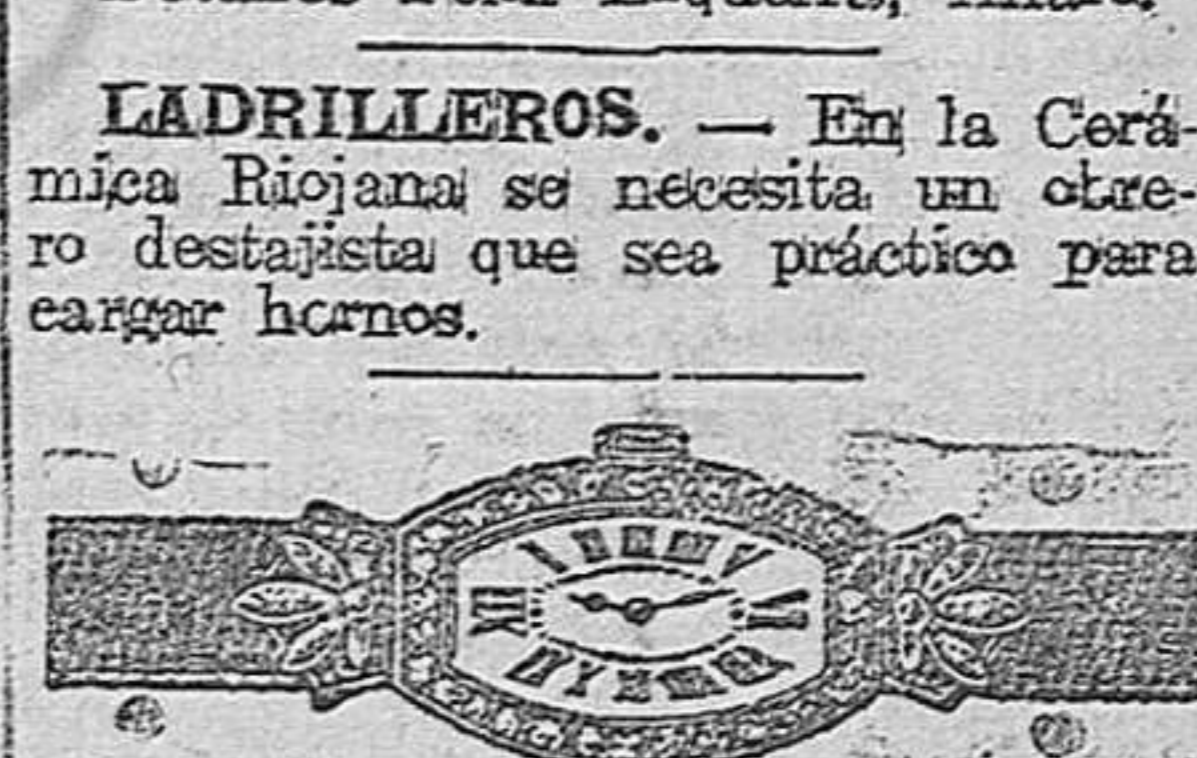 LADRILLEROS. — En la Cerá-
mica Riojana se necesita un obre-
ro destajista que sea práctico para
cargar hornos.